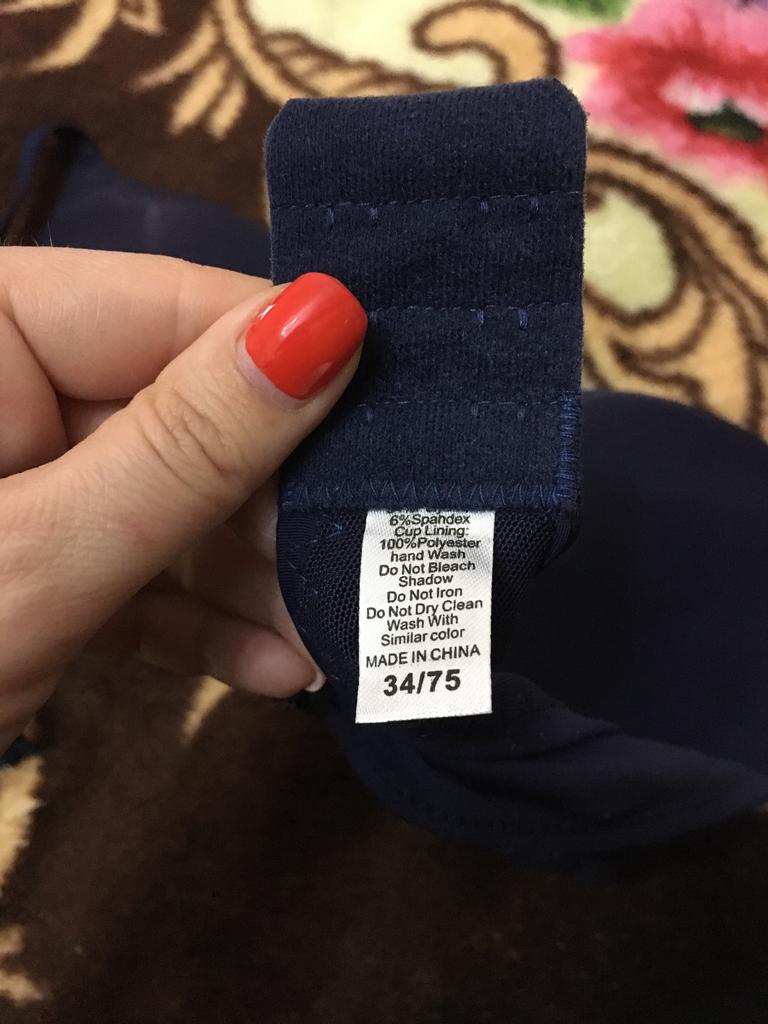 6%Spandex
Cup Lining:
100%Polyester
hand Wash
Do Not Bleach
Shadow
Do Not Iron
Do Not Dry Clean
Wash With
Similar color
MADE IN CHINA
34/75